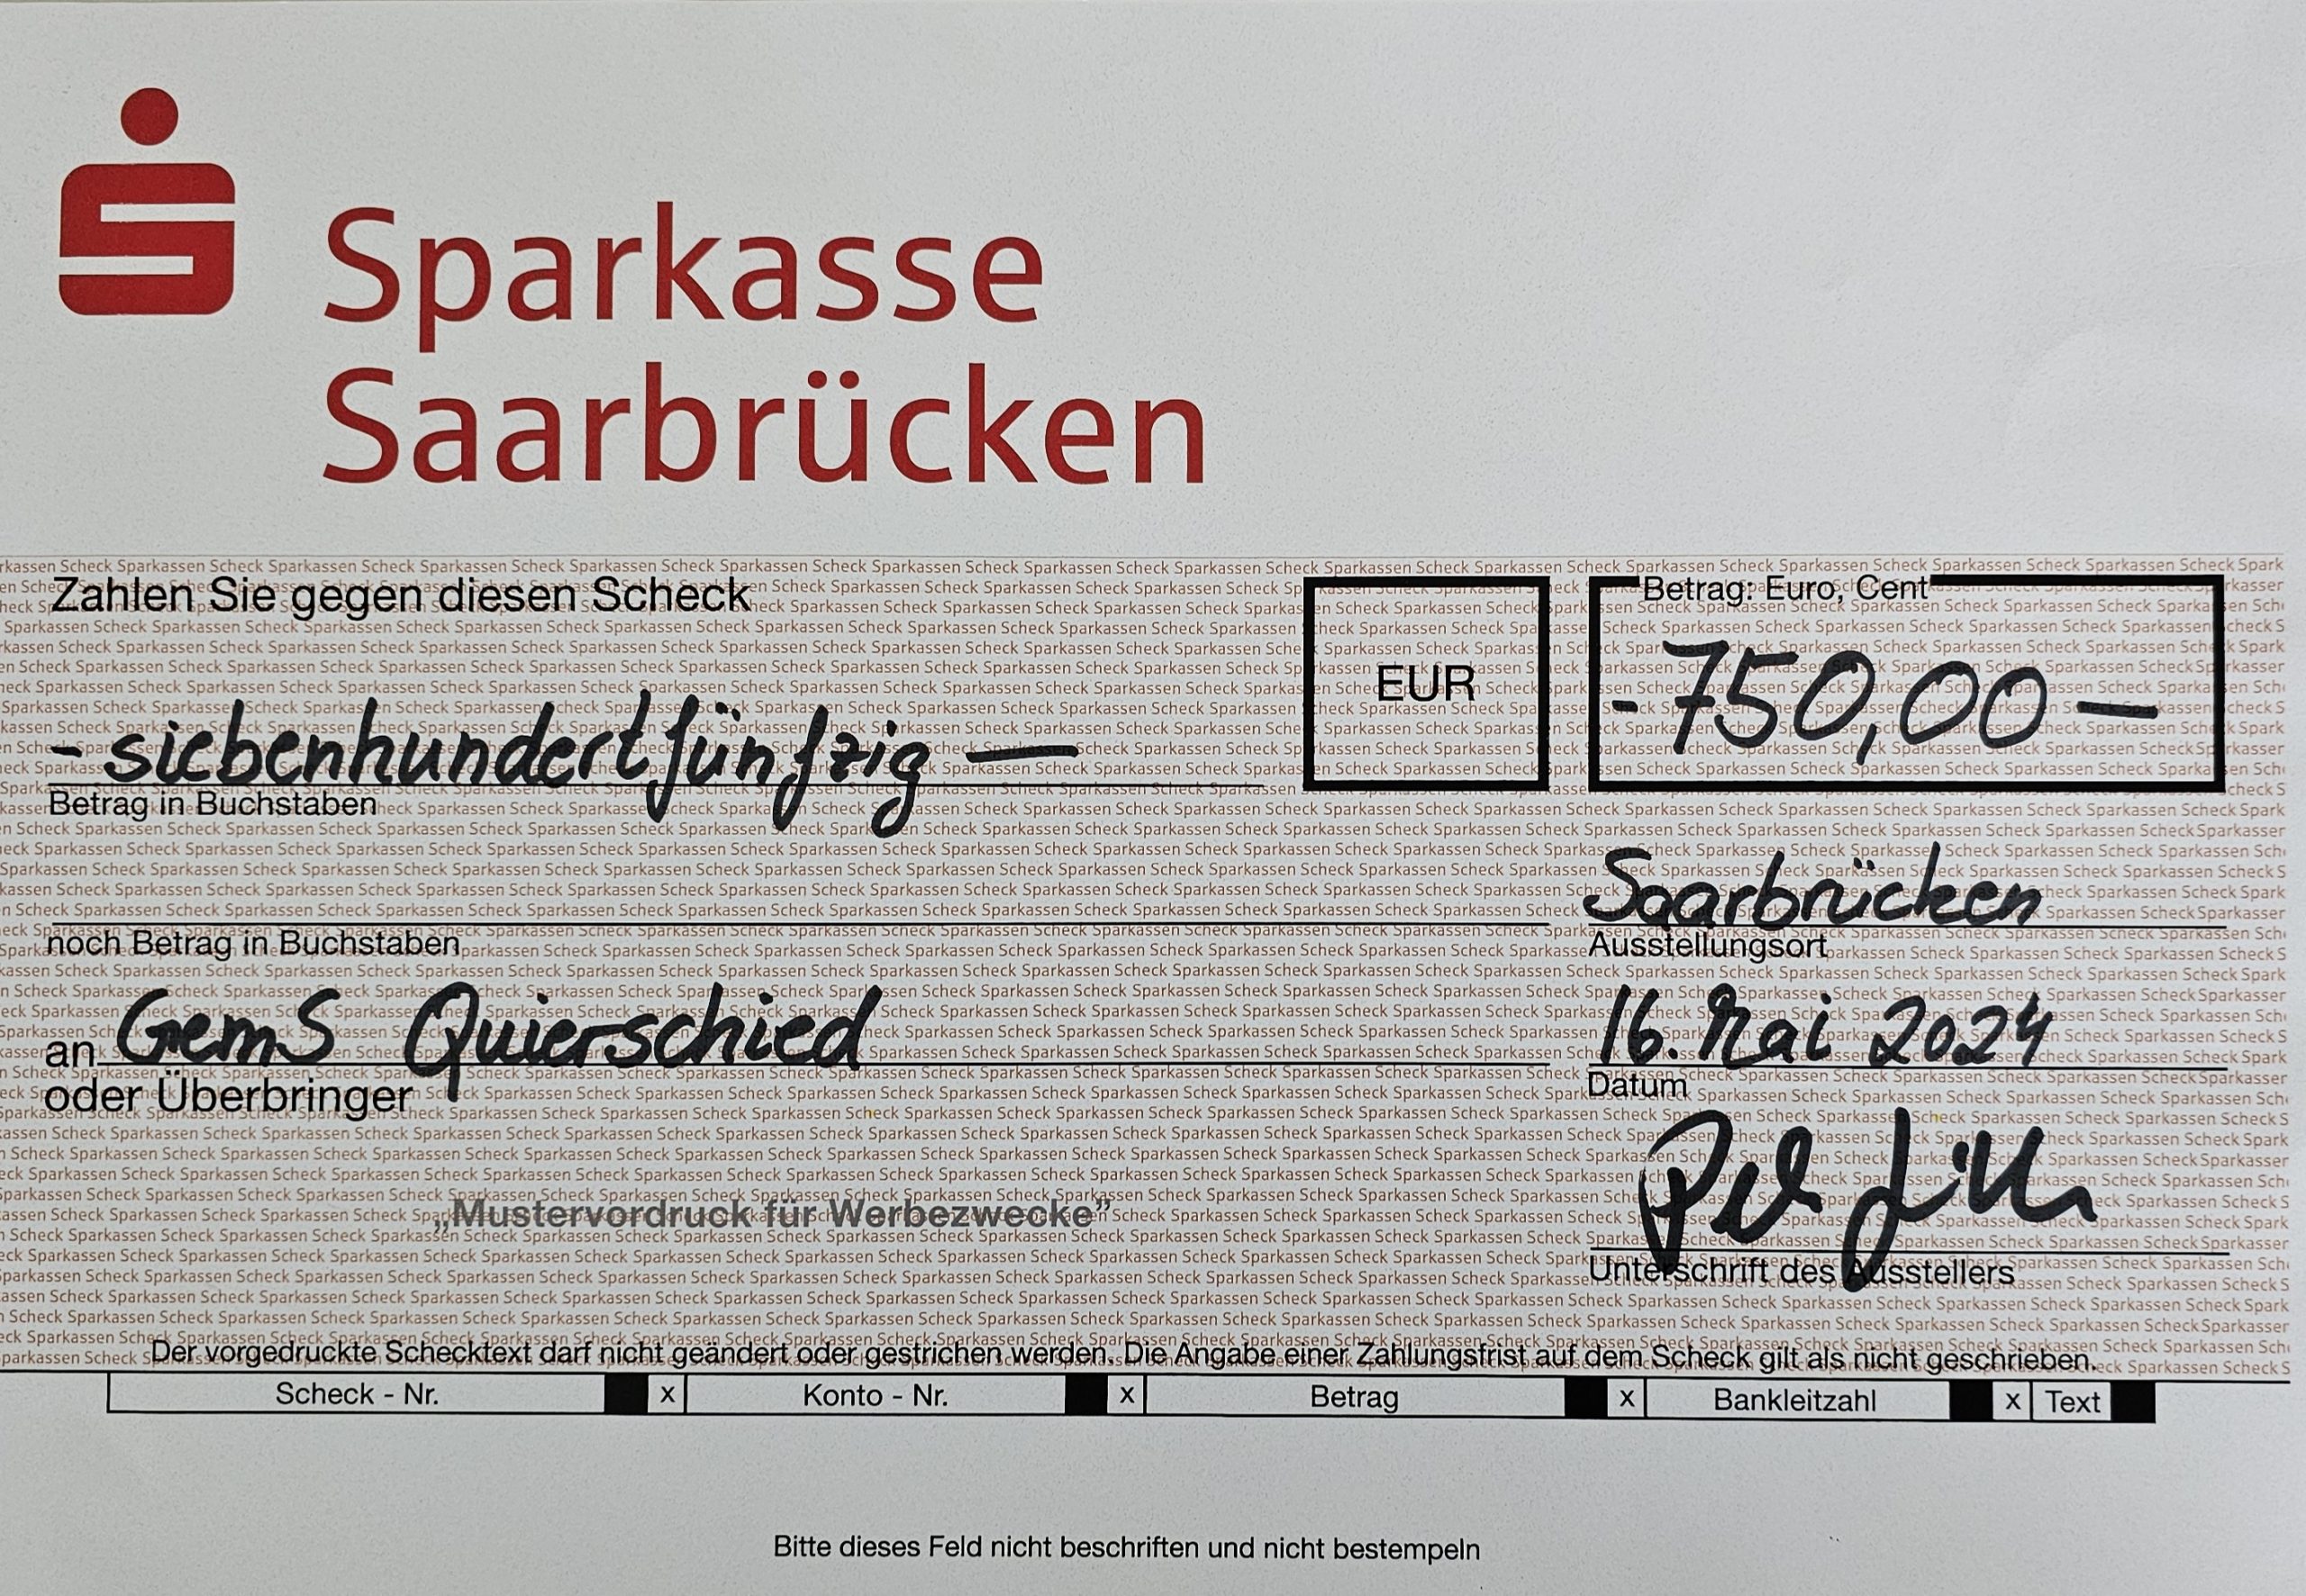 Sparkasse
Saarbrücken
Zahlen Sie gegen diesen Scheck
Betrag: Euro, Cent
EUR
- 750,00 —
- siebenhundertfünfzig —
Betrag in Buchstaben
Saarbrücken
noch Betrag in Buchstaben
Ausstellungsort
an GemS Quierschied
16. Mai 2024
oder Überbringer
Datum
„Mustervordruck für Werbezwecke”
Unterschrift des Ausstellers
Der vorgedruckte Schecktext darf nicht geändert oder gestrichen werden. Die Angabe einer Zahlungsfrist auf dem Scheck gilt als nicht geschrieben.
Scheck - Nr. x Konto - Nr. x Betrag x Bankleitzahl x Text
Bitte dieses Feld nicht beschriften und nicht bestempeln